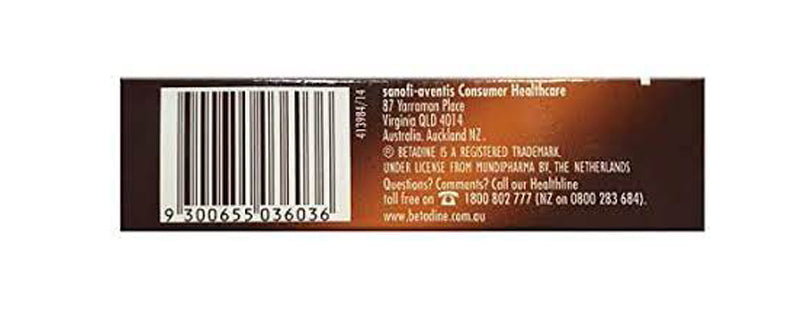 sanofi-aventis Consumer Healthcare
87 Yarraman Place
Virginia QLD 4014
Australia. Auckland NZ.
® BETADINE IS A REGISTERED TRADEMARK.
UNDER LICENSE FROM MUNDIPHARMA BV, THE NETHERLANDS
Questions? Comments? Call our Healthline
toll free on ☎ 1800 802 777 (NZ on 0800 283 684).
www.betadine.com.au
413984/14
9 300655 036036